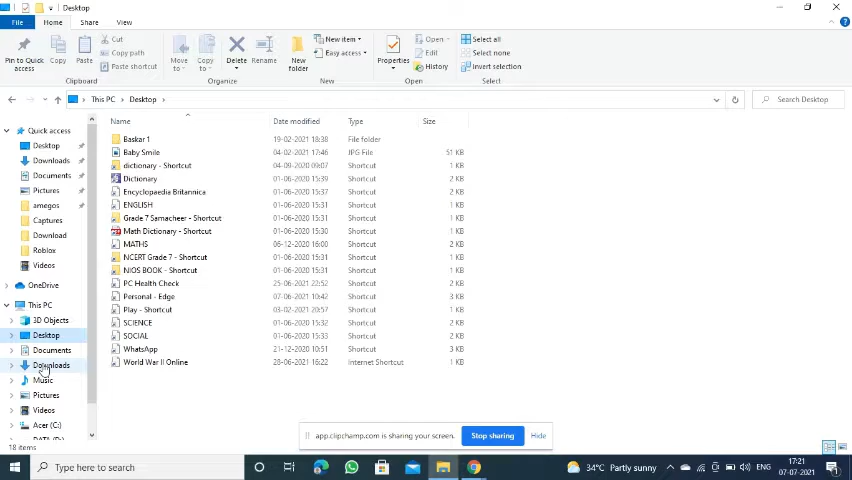 Desktop
File Home Share View
Pin to Quick access
Copy
Paste
Cut
Copy path
Paste shortcut
Clipboard
Move to
Copy to
Delete
Rename
Organize
New folder
New item
Easy access
New
Properties
Open
Edit
History
Open
Select all
Select none
Invert selection
Select
This PC Desktop
Search Desktop
Name Date modified Type Size
Quick access
Desktop
Downloads
Documents
Pictures
amegos
Captures
Download
Roblox
Videos
OneDrive
This PC
3D Objects
Desktop
Documents
Downloads
Music
Pictures
Videos
Acer (C:)
DATA (D:)
Baskar 1 19-02-2021 18:38 File folder
Baby Smile 04-02-2021 17:46 JPG File 51 KB
dictionary - Shortcut 04-09-2020 09:07 Shortcut 1 KB
Dictionary 01-06-2020 15:39 Shortcut 2 KB
Encyclopaedia Britannica 01-06-2020 15:37 Shortcut 2 KB
ENGLISH 01-06-2020 15:31 Shortcut 1 KB
Grade 7 Samacheer - Shortcut 01-06-2020 15:31 Shortcut 2 KB
Math Dictionary - Shortcut 01-06-2020 15:30 Shortcut 1 KB
MATHS 06-12-2020 16:00 Shortcut 2 KB
NCERT Grade 7 - Shortcut 01-06-2020 15:31 Shortcut 1 KB
NIOS BOOK - Shortcut 01-06-2020 15:31 Shortcut 1 KB
PC Health Check 25-06-2021 22:52 Shortcut 2 KB
Personal - Edge 07-06-2021 10:42 Shortcut 3 KB
Play - Shortcut 03-02-2021 20:57 Shortcut 1 KB
SCIENCE 01-06-2020 15:32 Shortcut 2 KB
SOCIAL 01-06-2020 15:33 Shortcut 2 KB
WhatsApp 21-12-2020 10:51 Shortcut 3 KB
World War II Online 28-06-2021 16:22 Internet Shortcut 1 KB
app.clipchamp.com is sharing your screen. Stop sharing Hide
18 items
Type here to search
34°C Partly sunny
ENG
17:21
07-07-2021